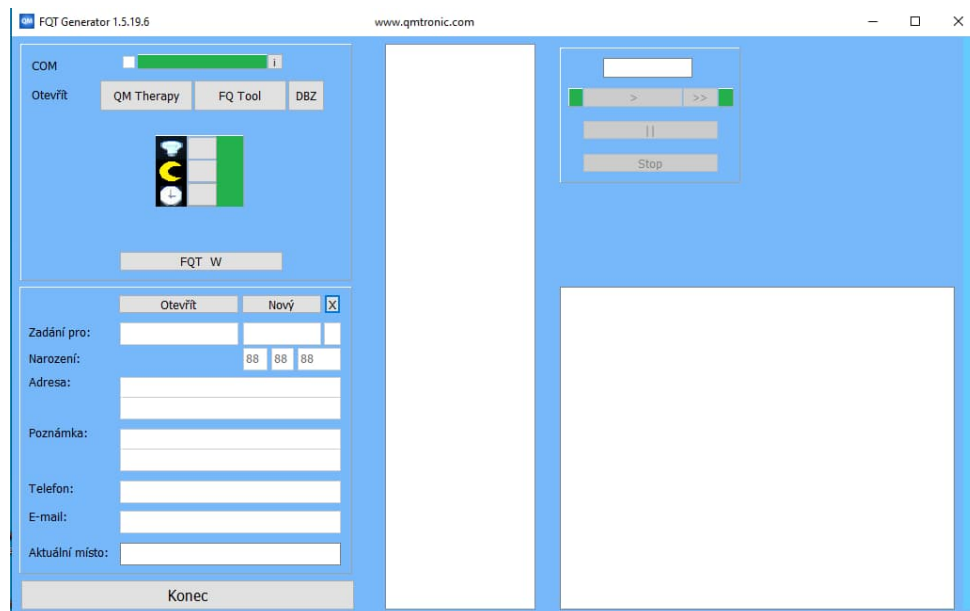 QM FQT Generator 1.5.19.6 www.qmtronic.com
COM i
Otevřít QM Therapy FQ Tool DBZ
FQT W
Otevřít Nový X
Zadání pro:
Narození: 88 88 88
Adresa:
Poznámka:
Telefon:
E-mail:
Aktuální místo:
Konec
> >>
||
Stop